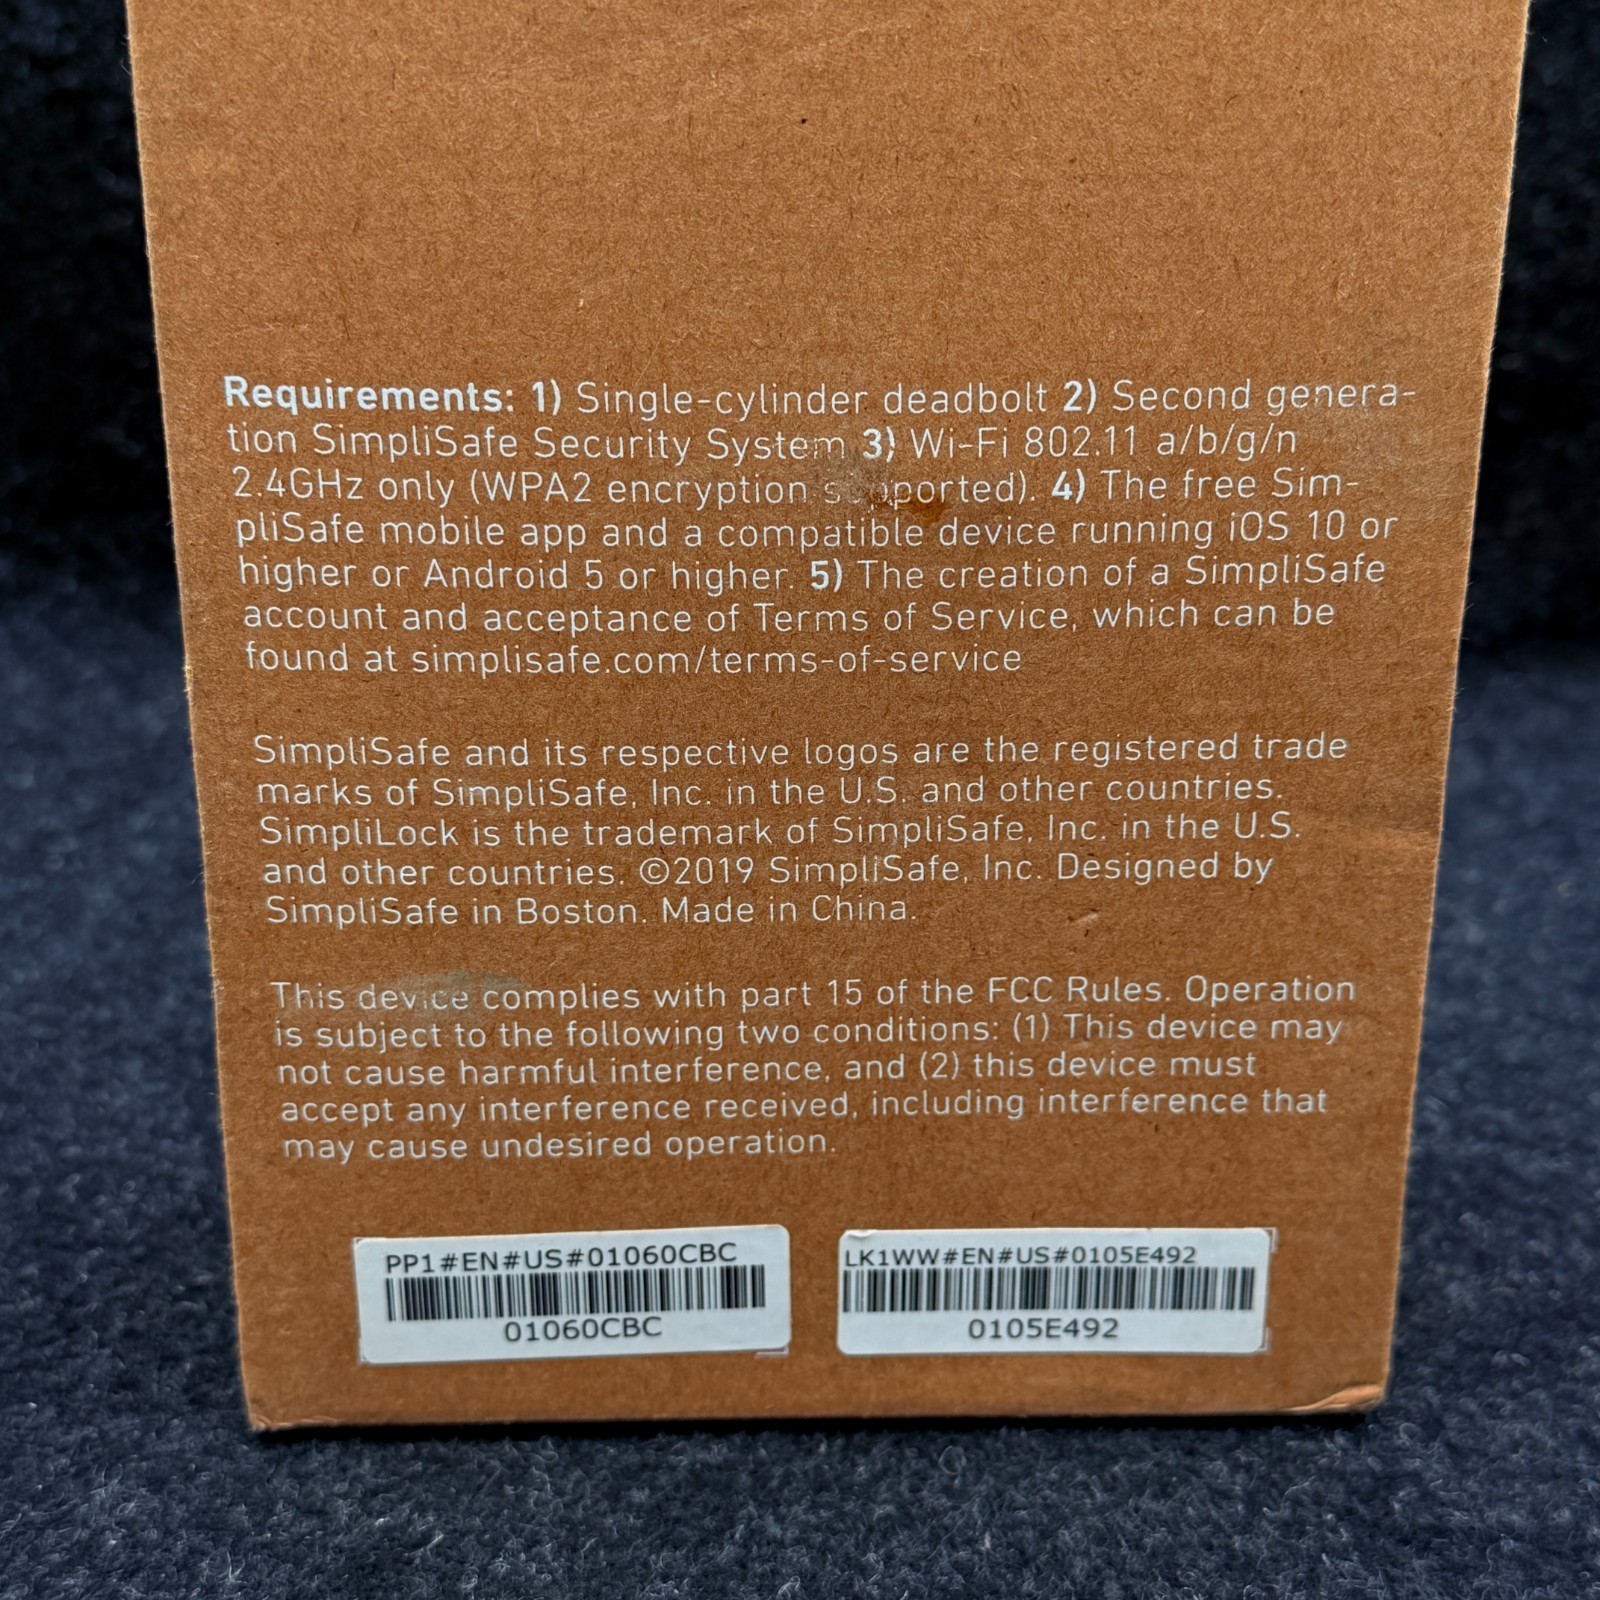 Requirements: 1) Single-cylinder deadbolt 2) Second genera-
tion SimpliSafe Security System 3) Wi-Fi 802.11 a/b/g/n
2.4GHz only (WPA2 encryption supported). 4) The free Sim-
pliSafe mobile app and a compatible device running iOS 10 or
higher or Android 5 or higher. 5) The creation of a SimpliSafe
account and acceptance of Terms of Service, which can be
found at simplisafe.com/terms-of-service
SimpliSafe and its respective logos are the registered trade
marks of SimpliSafe, Inc. in the U.S. and other countries.
SimpliLock is the trademark of SimpliSafe, Inc. in the U.S.
and other countries. ©2019 SimpliSafe, Inc. Designed by
SimpliSafe in Boston. Made in China.
This device complies with part 15 of the FCC Rules. Operation
is subject to the following two conditions: (1) This device may
not cause harmful interference, and (2) this device must
accept any interference received, including interference that
may cause undesired operation.
PP1#EN#US#01060CBC
01060CBC
LK1WW#EN#US#0105E492
0105E492